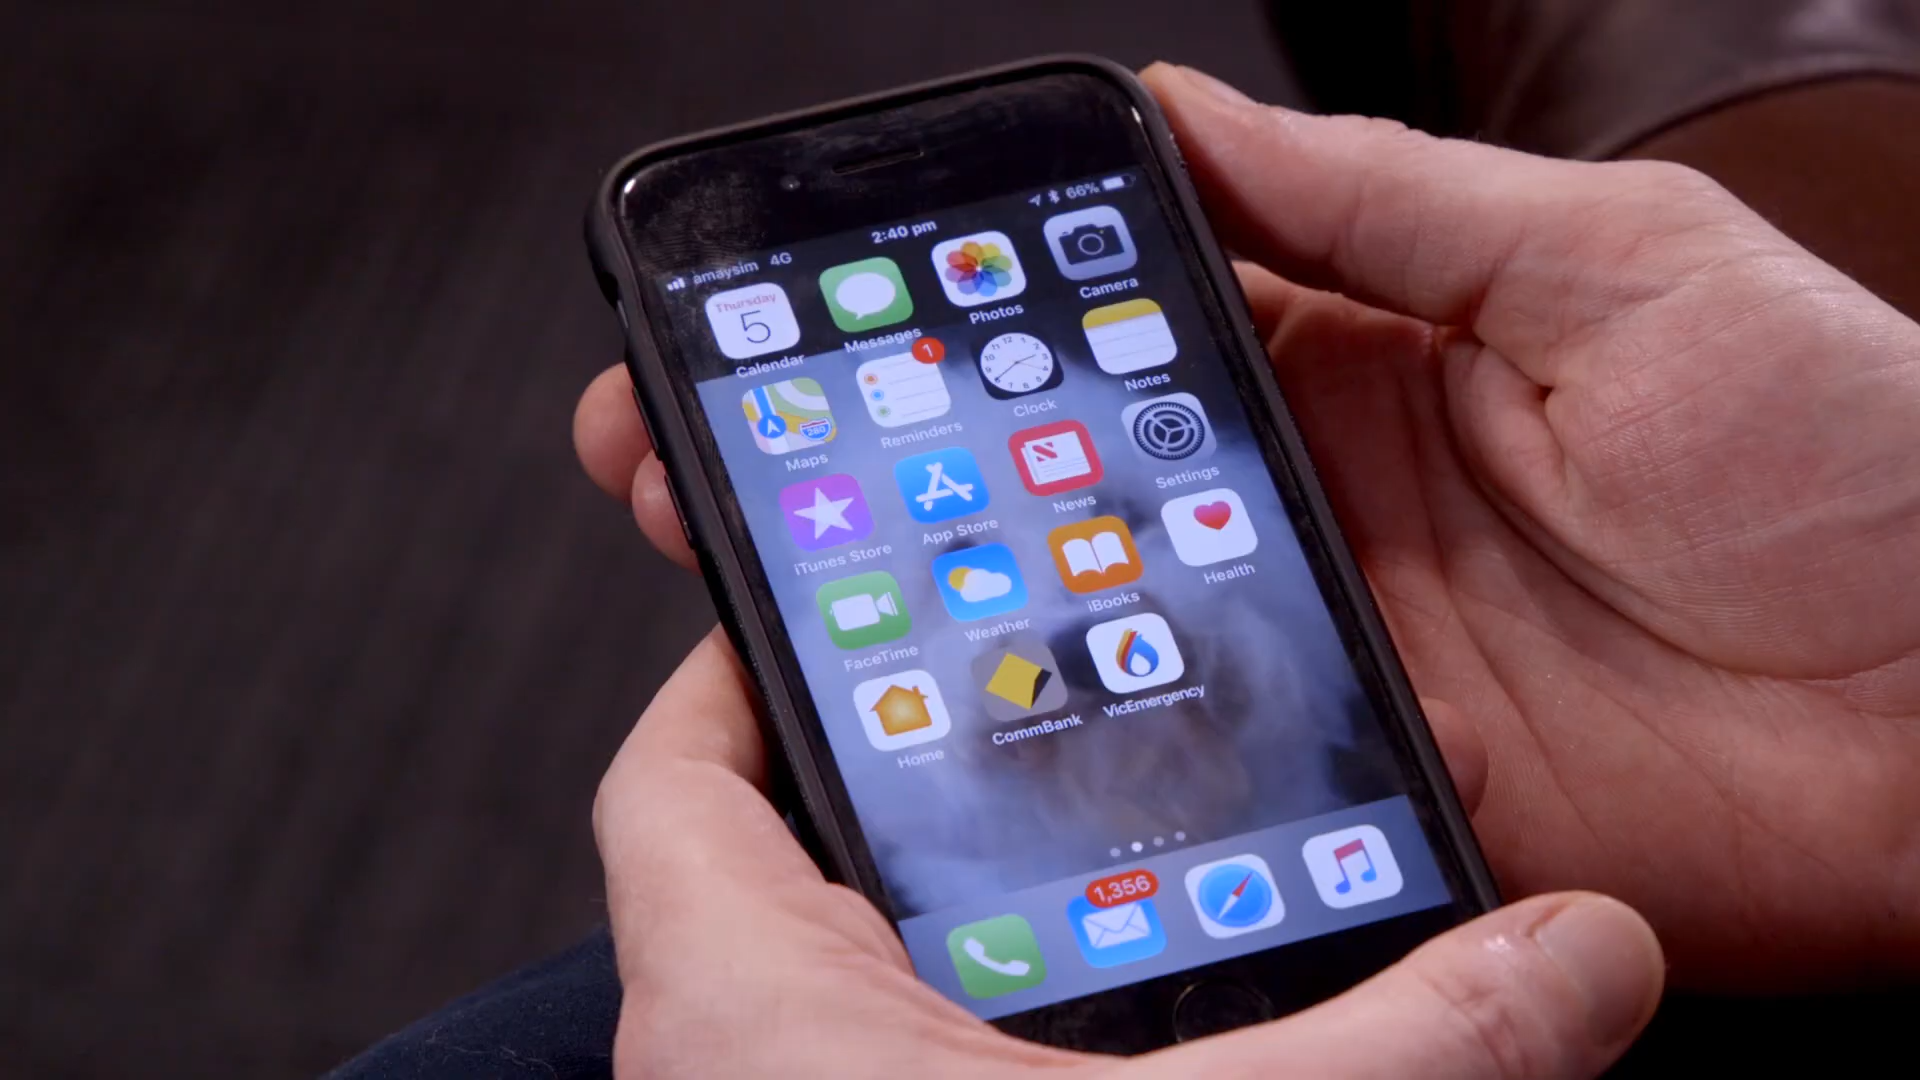 amaysim 4G 2:40 pm 66%
Thursday
5
Calendar Messages Photos Camera
1
Maps Reminders Clock Notes
280
iTunes Store App Store News Settings
FaceTime Weather iBooks Health
Home CommBank VicEmergency
1,356